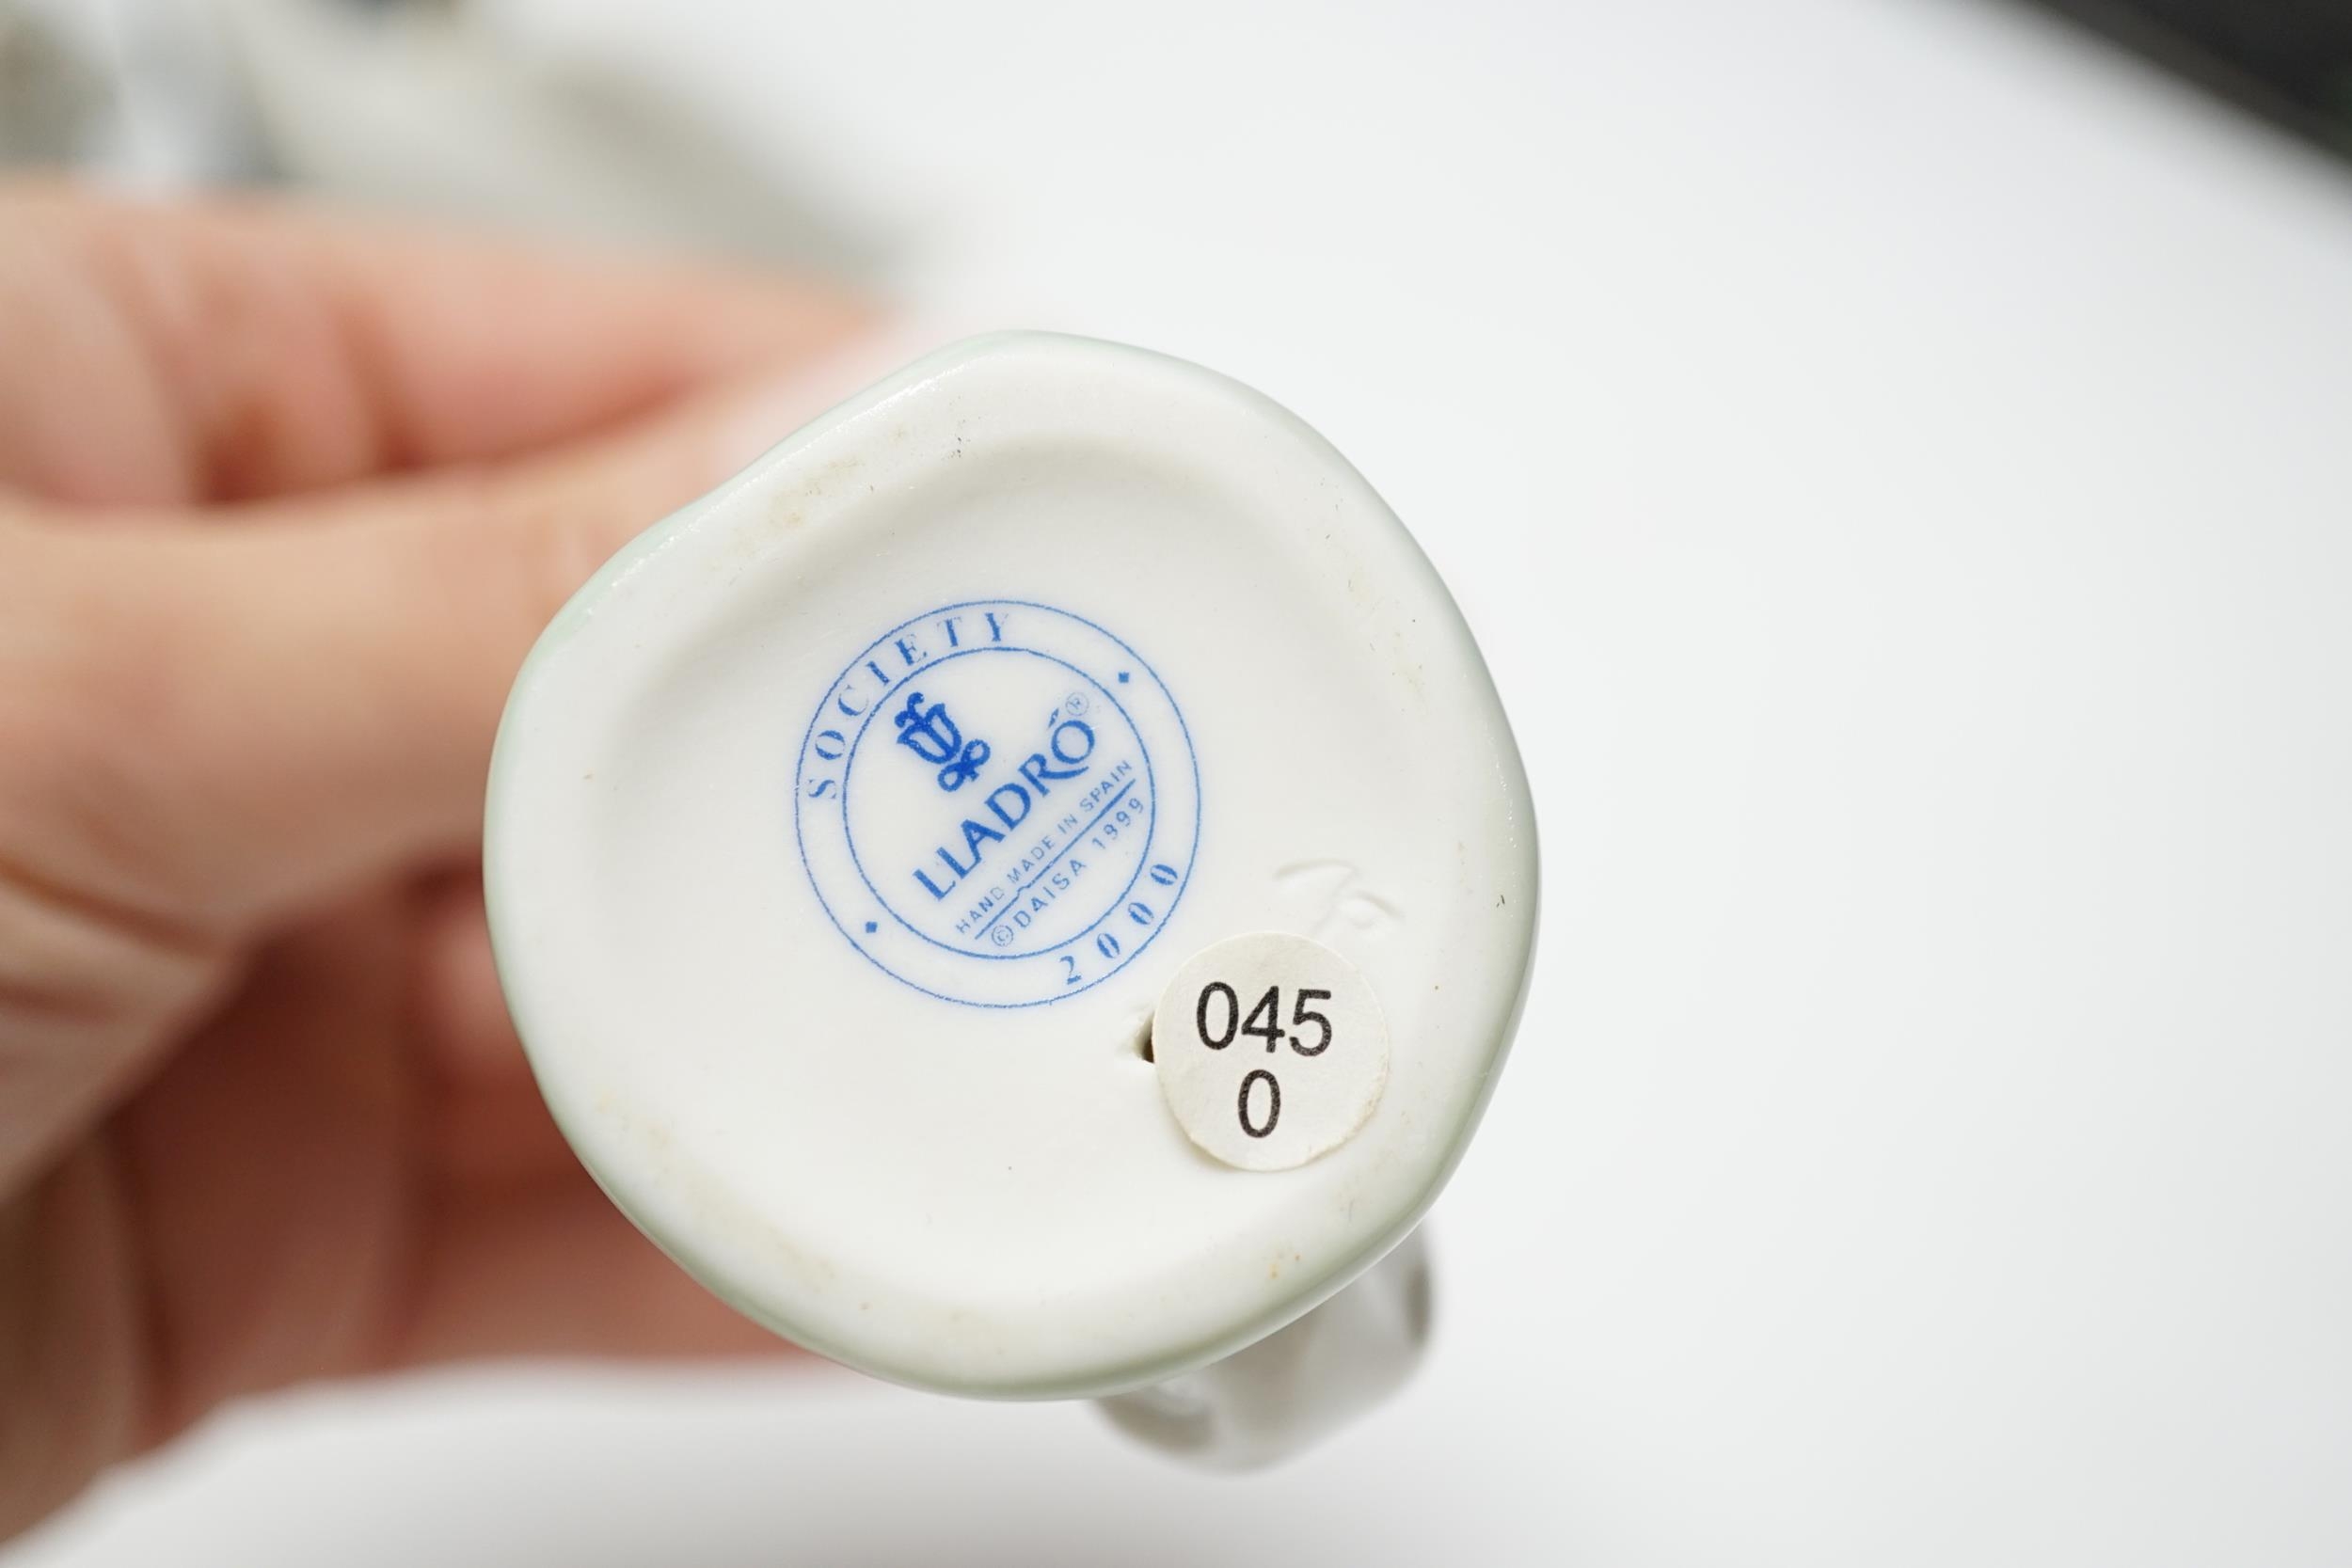 SOCIETY
LLADRÓ®
HAND MADE IN SPAIN
©DAISA 1999
2000
045
0